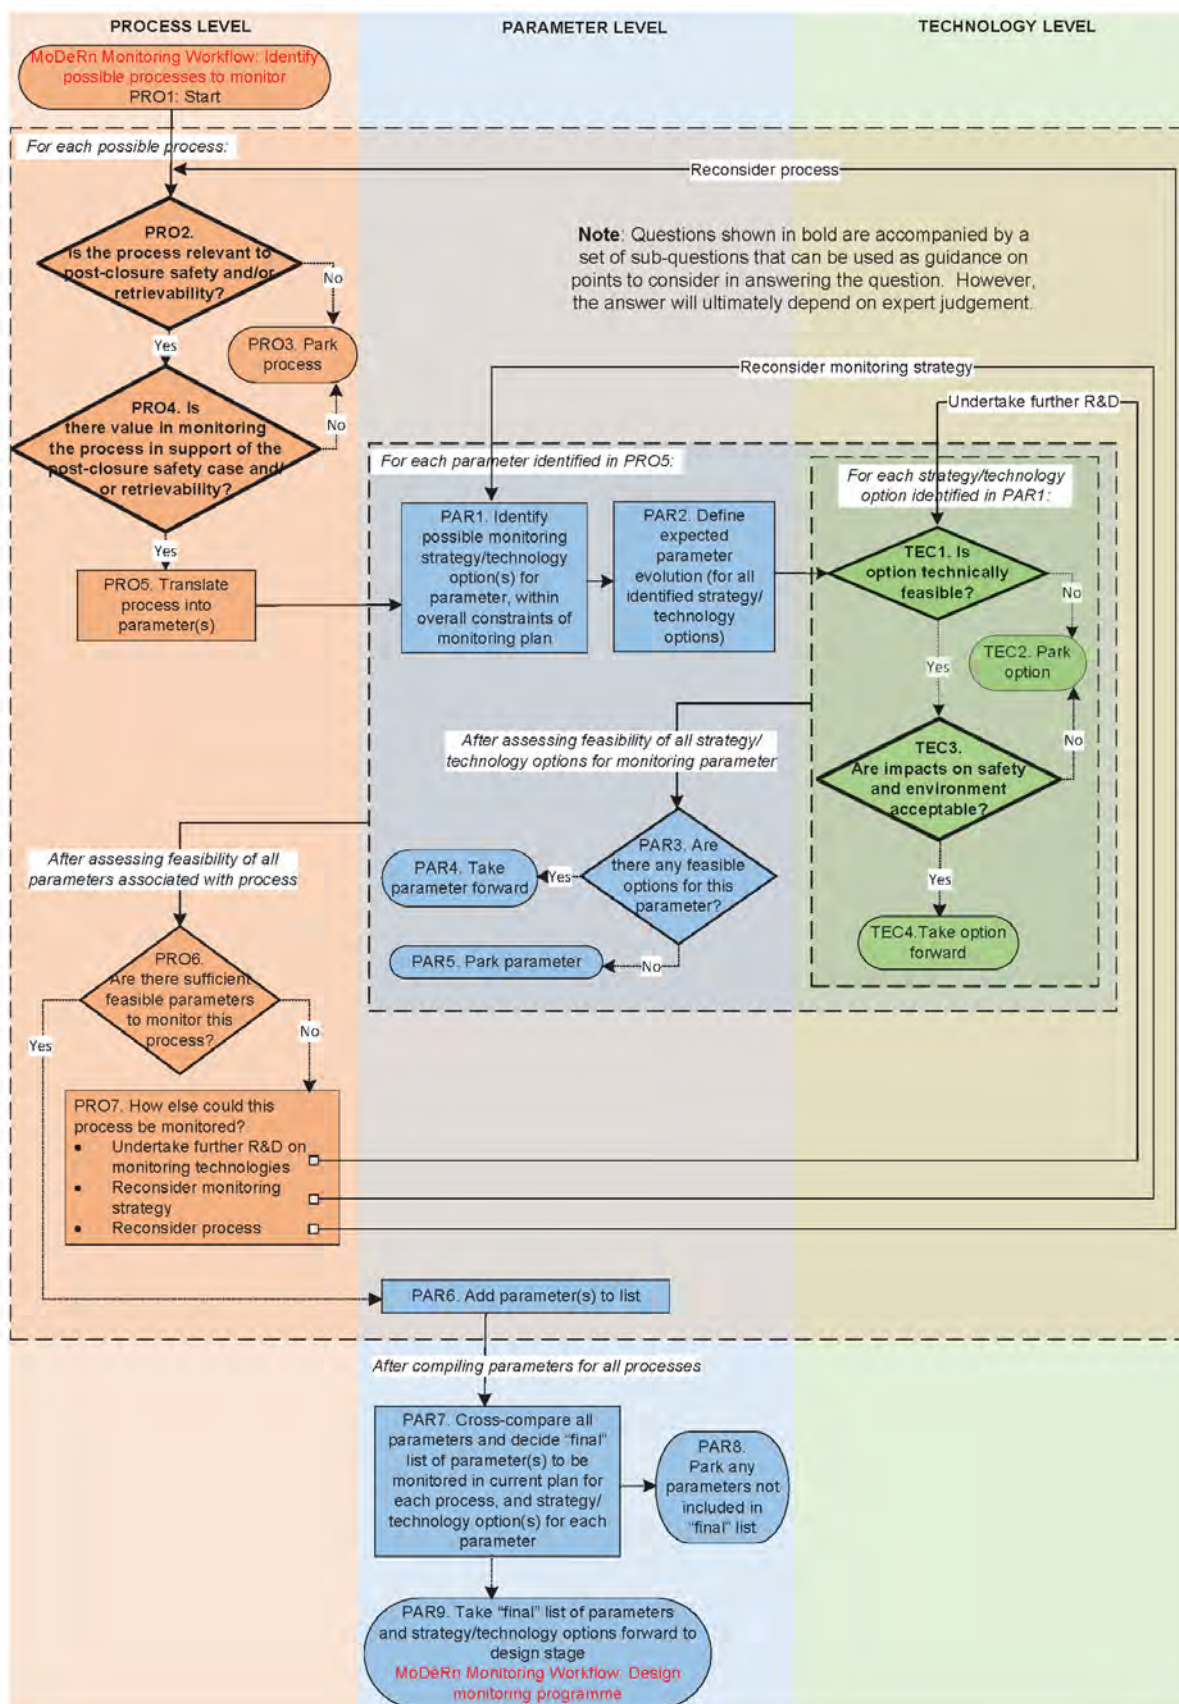 PROCESS LEVEL
PARAMETER LEVEL
TECHNOLOGY LEVEL
MoDeRn Monitoring Workflow: Identify
possible processes to monitor
PRO1: Start
For each possible process:
Reconsider process
PRO2.
Is the process relevant to
post-closure safety and/or
retrievability?
No
Yes
PRO3. Park
process
Note: Questions shown in bold are accompanied by a
set of sub-questions that can be used as guidance on
points to consider in answering the question. However,
the answer will ultimately depend on expert judgement.
PRO4. Is
there value in monitoring
the process in support of the
post-closure safety case and/
or retrievability?
No
Yes
PRO5. Translate
process into
parameter(s)
Reconsider monitoring strategy
Undertake further R&D
For each parameter identified in PRO5:
For each strategy/technology
option identified in PAR1:
PAR1. Identify
possible monitoring
strategy/technology
option(s) for
parameter, within
overall constraints of
monitoring plan
PAR2. Define
expected
parameter
evolution (for all
identified strategy/
technology
options)
TEC1. Is
option technically
feasible?
No
Yes
TEC2. Park
option
TEC3.
Are impacts on safety
and environment
acceptable?
No
Yes
TEC4.Take option
forward
After assessing feasibility of all strategy/
technology options for monitoring parameter
PAR3. Are
there any feasible
options for this
parameter?
Yes
PAR4. Take
parameter forward
No
PAR5. Park parameter
After assessing feasibility of all
parameters associated with process
PRO6.
Are there sufficient
feasible parameters
to monitor this
process?
Yes
No
PRO7. How else could this
process be monitored?
• Undertake further R&D on
monitoring technologies
• Reconsider monitoring
strategy
• Reconsider process
PAR6. Add parameter(s) to list
After compiling parameters for all processes
PAR7. Cross-compare all
parameters and decide “final”
list of parameter(s) to be
monitored in current plan for
each process, and strategy/
technology option(s) for each
parameter
PAR8.
Park any
parameters not
included in
“final” list
PAR9. Take “final” list of parameters
and strategy/technology options forward to
design stage
MoDeRn Monitoring Workflow: Design
monitoring programme